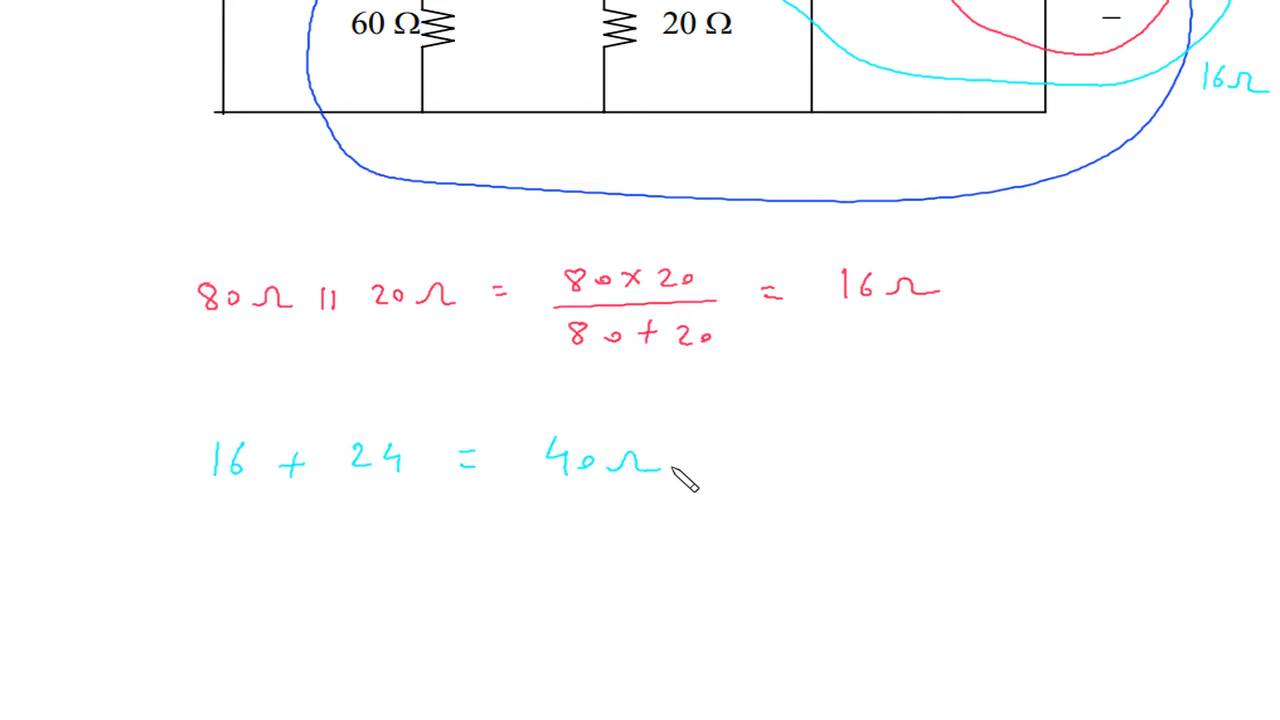 60 Ω 20 Ω –
16Ω
80Ω || 20Ω = 80 × 20 / 80 + 20 = 16Ω
16 + 24 = 40Ω